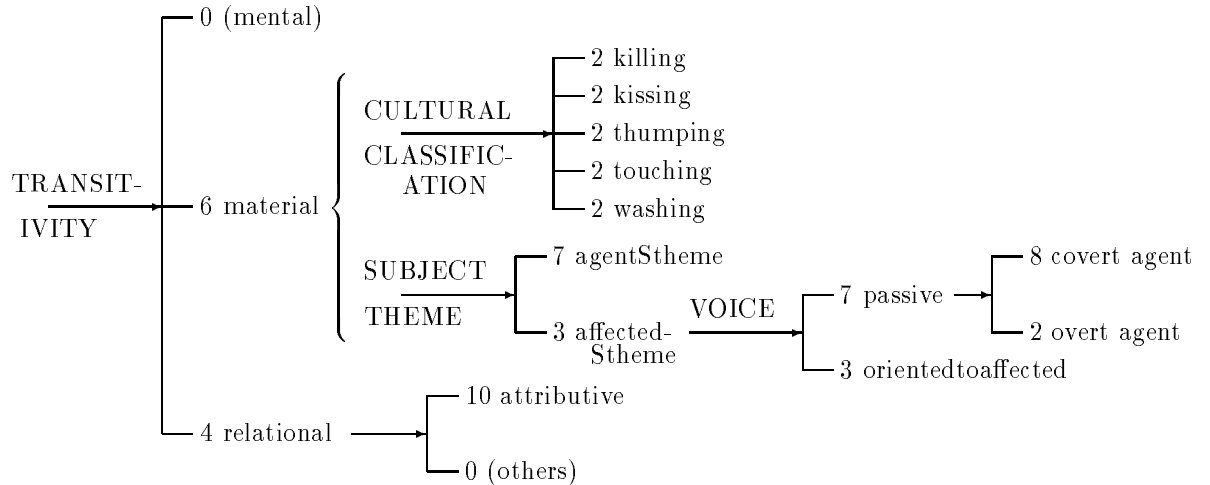 0 (mental)
2 killing
2 kissing
CULTURAL
2 thumping
CLASSIFIC-
2 touching
ATION
TRANSIT-
6 material
2 washing
IVITY
7 agentStheme
8 covert agent
SUBJECT
7 passive
VOICE
THEME
3 affected-
2 overt agent
Stheme
3 orientedtoaffected
10 attributive
4 relational
0 (others)